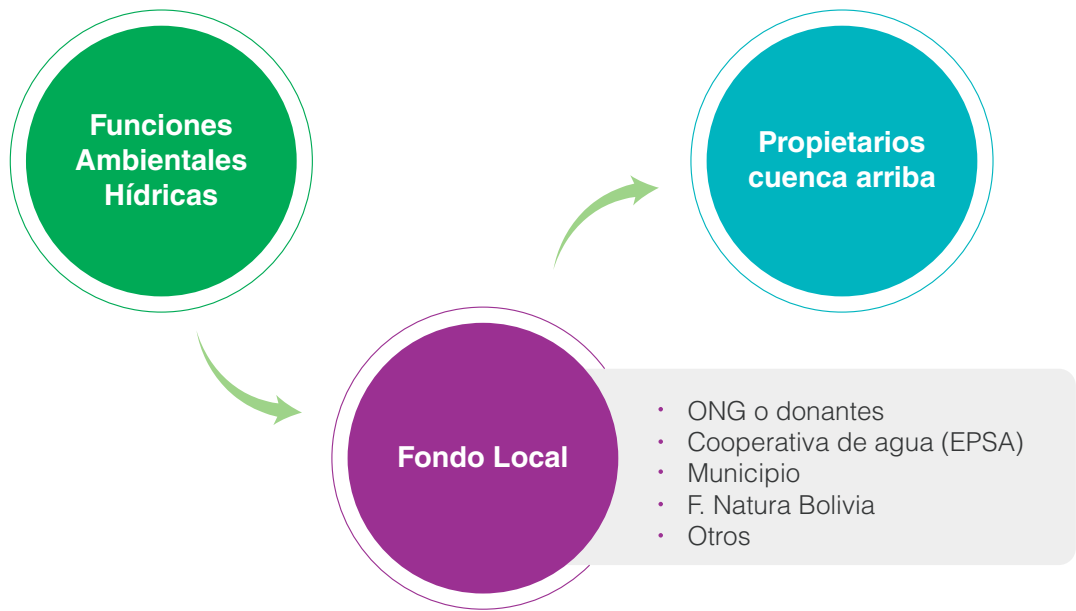 Funciones
Ambientales
Hídricas
Propietarios
cuenca arriba
Fondo Local
• ONG o donantes
• Cooperativa de agua (EPSA)
• Municipio
• F. Natura Bolivia
• Otros